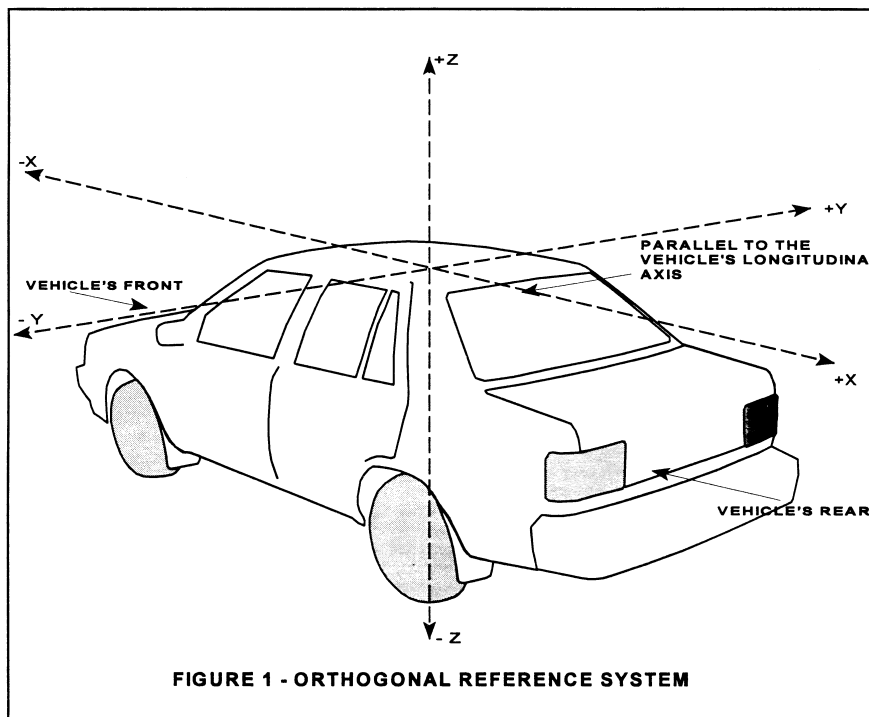 +Z
-X
+Y
PARALLEL TO THE
VEHICLE'S LONGITUDINA
AXIS
VEHICLE'S FRONT
- Y
+X
VEHICLE'S REAR
- Z
FIGURE 1 - ORTHOGONAL REFERENCE SYSTEM